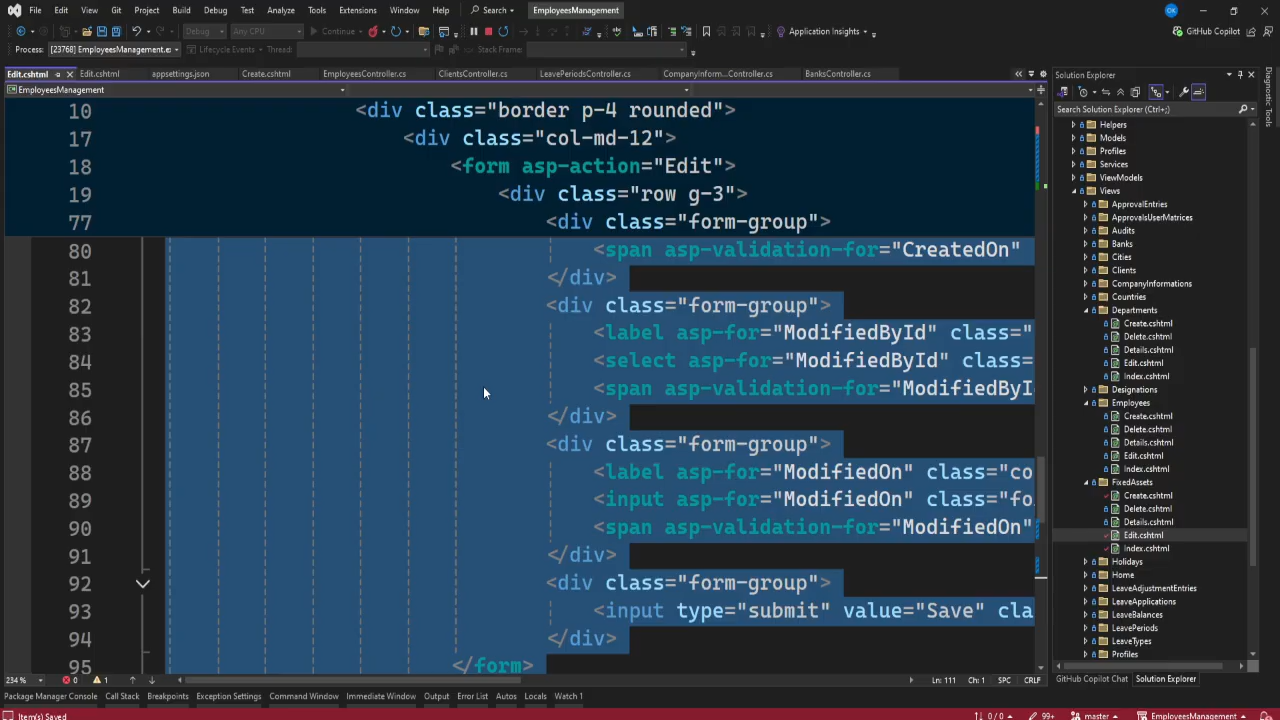 File Edit View Git Project Build Debug Test Analyze Tools Extensions Window Help Search EmployeesManagement CK
Debug Any CPU Continue Application Insights GitHub Copilot
Process: [23768] EmployeesManagement.e Lifecycle Events Thread: Stack Frame:
Edit.cshtml Edit.cshtml appsettings.json Create.cshtml EmployeesController.cs ClientsController.cs LeavePeriodsController.cs CompanyInform...Controller.cs BanksController.cs
EmployeesManagement
10 <div class="border p-4 rounded">
17 <div class="col-md-12">
18 <form asp-action="Edit">
19 <div class="row g-3">
77 <div class="form-group">
80 <span asp-validation-for="CreatedOn"
81 </div>
82 <div class="form-group">
83 <label asp-for="ModifiedById" class="
84 <select asp-for="ModifiedById" class=
85 <span asp-validation-for="ModifiedByI
86 </div>
87 <div class="form-group">
88 <label asp-for="ModifiedOn" class="co
89 <input asp-for="ModifiedOn" class="fo
90 <span asp-validation-for="ModifiedOn"
91 </div>
92 <div class="form-group">
93 <input type="submit" value="Save" cla
94 </div>
95 </form>
234 % 0 1 Ln: 111 Ch: 1 SPC CRLF
Solution Explorer
Search Solution Explorer (Ctrl+;)
Helpers
Models
Profiles
Services
ViewModels
Views
ApprovalEntries
ApprovalsUserMatrices
Audits
Banks
Cities
Clients
CompanyInformations
Countries
Departments
Create.cshtml
Delete.cshtml
Details.cshtml
Edit.cshtml
Index.cshtml
Designations
Employees
Create.cshtml
Delete.cshtml
Details.cshtml
Edit.cshtml
Index.cshtml
FixedAssets
Create.cshtml
Delete.cshtml
Details.cshtml
Edit.cshtml
Index.cshtml
Holidays
Home
LeaveAdjustmentEntries
LeaveApplications
LeaveBalances
LeavePeriods
LeaveTypes
Profiles
GitHub Copilot Chat Solution Explorer
Diagnostic Tools
Package Manager Console Call Stack Breakpoints Exception Settings Command Window Immediate Window Output Error List Autos Locals Watch 1
Item(s) Saved 0 / 0 99+ master EmployeesManagement